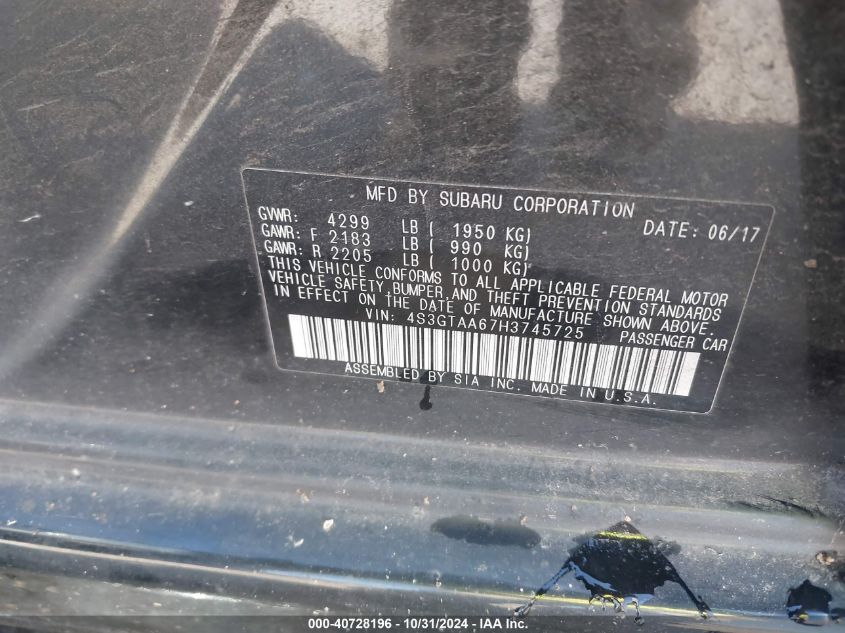 MFD BY SUBARU CORPORATION
GVWR: 4299 LB ( 1950 KG) DATE: 06/17
GAWR: F 2183 LB ( 990 KG)
GAWR: R 2205 LB ( 1000 KG)
THIS VEHICLE CONFORMS TO ALL APPLICABLE FEDERAL MOTOR
VEHICLE SAFETY, BUMPER, AND THEFT PREVENTION STANDARDS
IN EFFECT ON THE DATE OF MANUFACTURE SHOWN ABOVE.
VIN: 4S3GTAA67H3745725 PASSENGER CAR
ASSEMBLED BY SIA INC. MADE IN U.S.A.
000-40728196 - 10/31/2024 - IAA Inc.